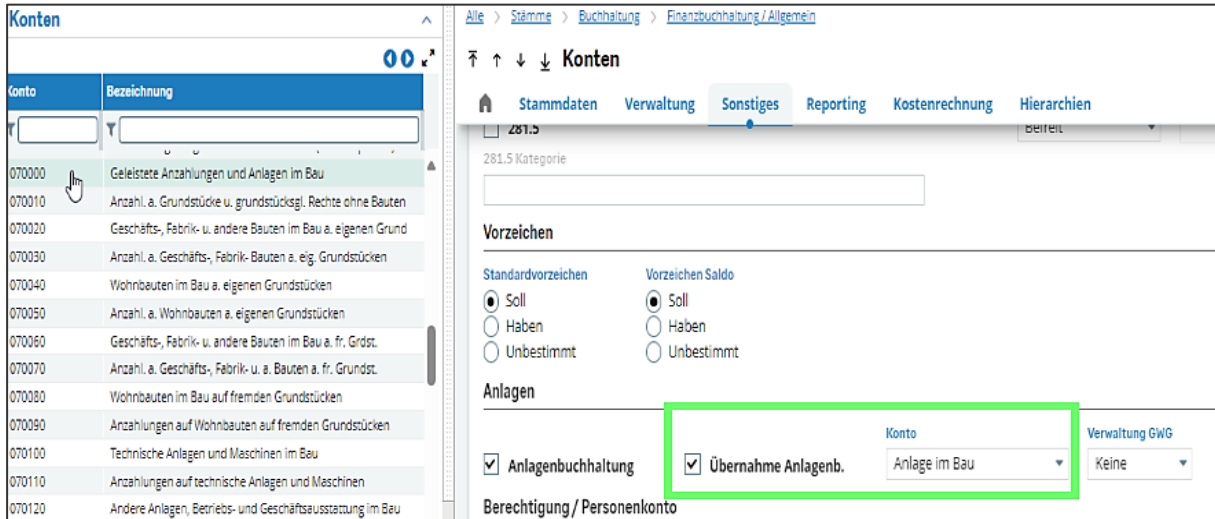 Konten
Konto Bezeichnung
070000 Geleistete Anzahlungen und Anlagen im Bau
070010 Anzahl. a. Grundstücke u. grundstücksgl. Rechte ohne Bauten
070020 Geschäfts-, Fabrik- u. andere Bauten im Bau a. eigenen Grund
070030 Anzahl. a. Geschäfts-, Fabrik- Bauten a. eig. Grundstücken
070040 Wohnbauten im Bau a. eigenen Grundstücken
070050 Anzahl. a. Wohnbauten a. eigenen Grundstücken
070060 Geschäfts-, Fabrik- u. andere Bauten im Bau a. fr. Grdst.
070070 Anzahl. a. Geschäfts-, Fabrik- u. a. Bauten a. fr. Grundst.
070080 Wohnbauten im Bau auf fremden Grundstücken
070090 Anzahlungen auf Wohnbauten auf fremden Grundstücken
070100 Technische Anlagen und Maschinen im Bau
070110 Anzahlungen auf technische Anlagen und Maschinen
070120 Andere Anlagen, Betriebs- und Geschäftsausstattung im Bau
Alle > Stämme > Buchhaltung > Finanzbuchhaltung / Allgemein
Konten
Stammdaten Verwaltung Sonstiges Reporting Kostenrechnung Hierarchien
281.5 Befreit
281.5 Kategorie
Vorzeichen
Standardvorzeichen Vorzeichen Saldo
Soll Soll
Haben Haben
Unbestimmt Unbestimmt
Anlagen
Konto Verwaltung GWG
Anlagenbuchhaltung Übernahme Anlagenb. Anlage im Bau Keine
Berechtigung / Personenkonto